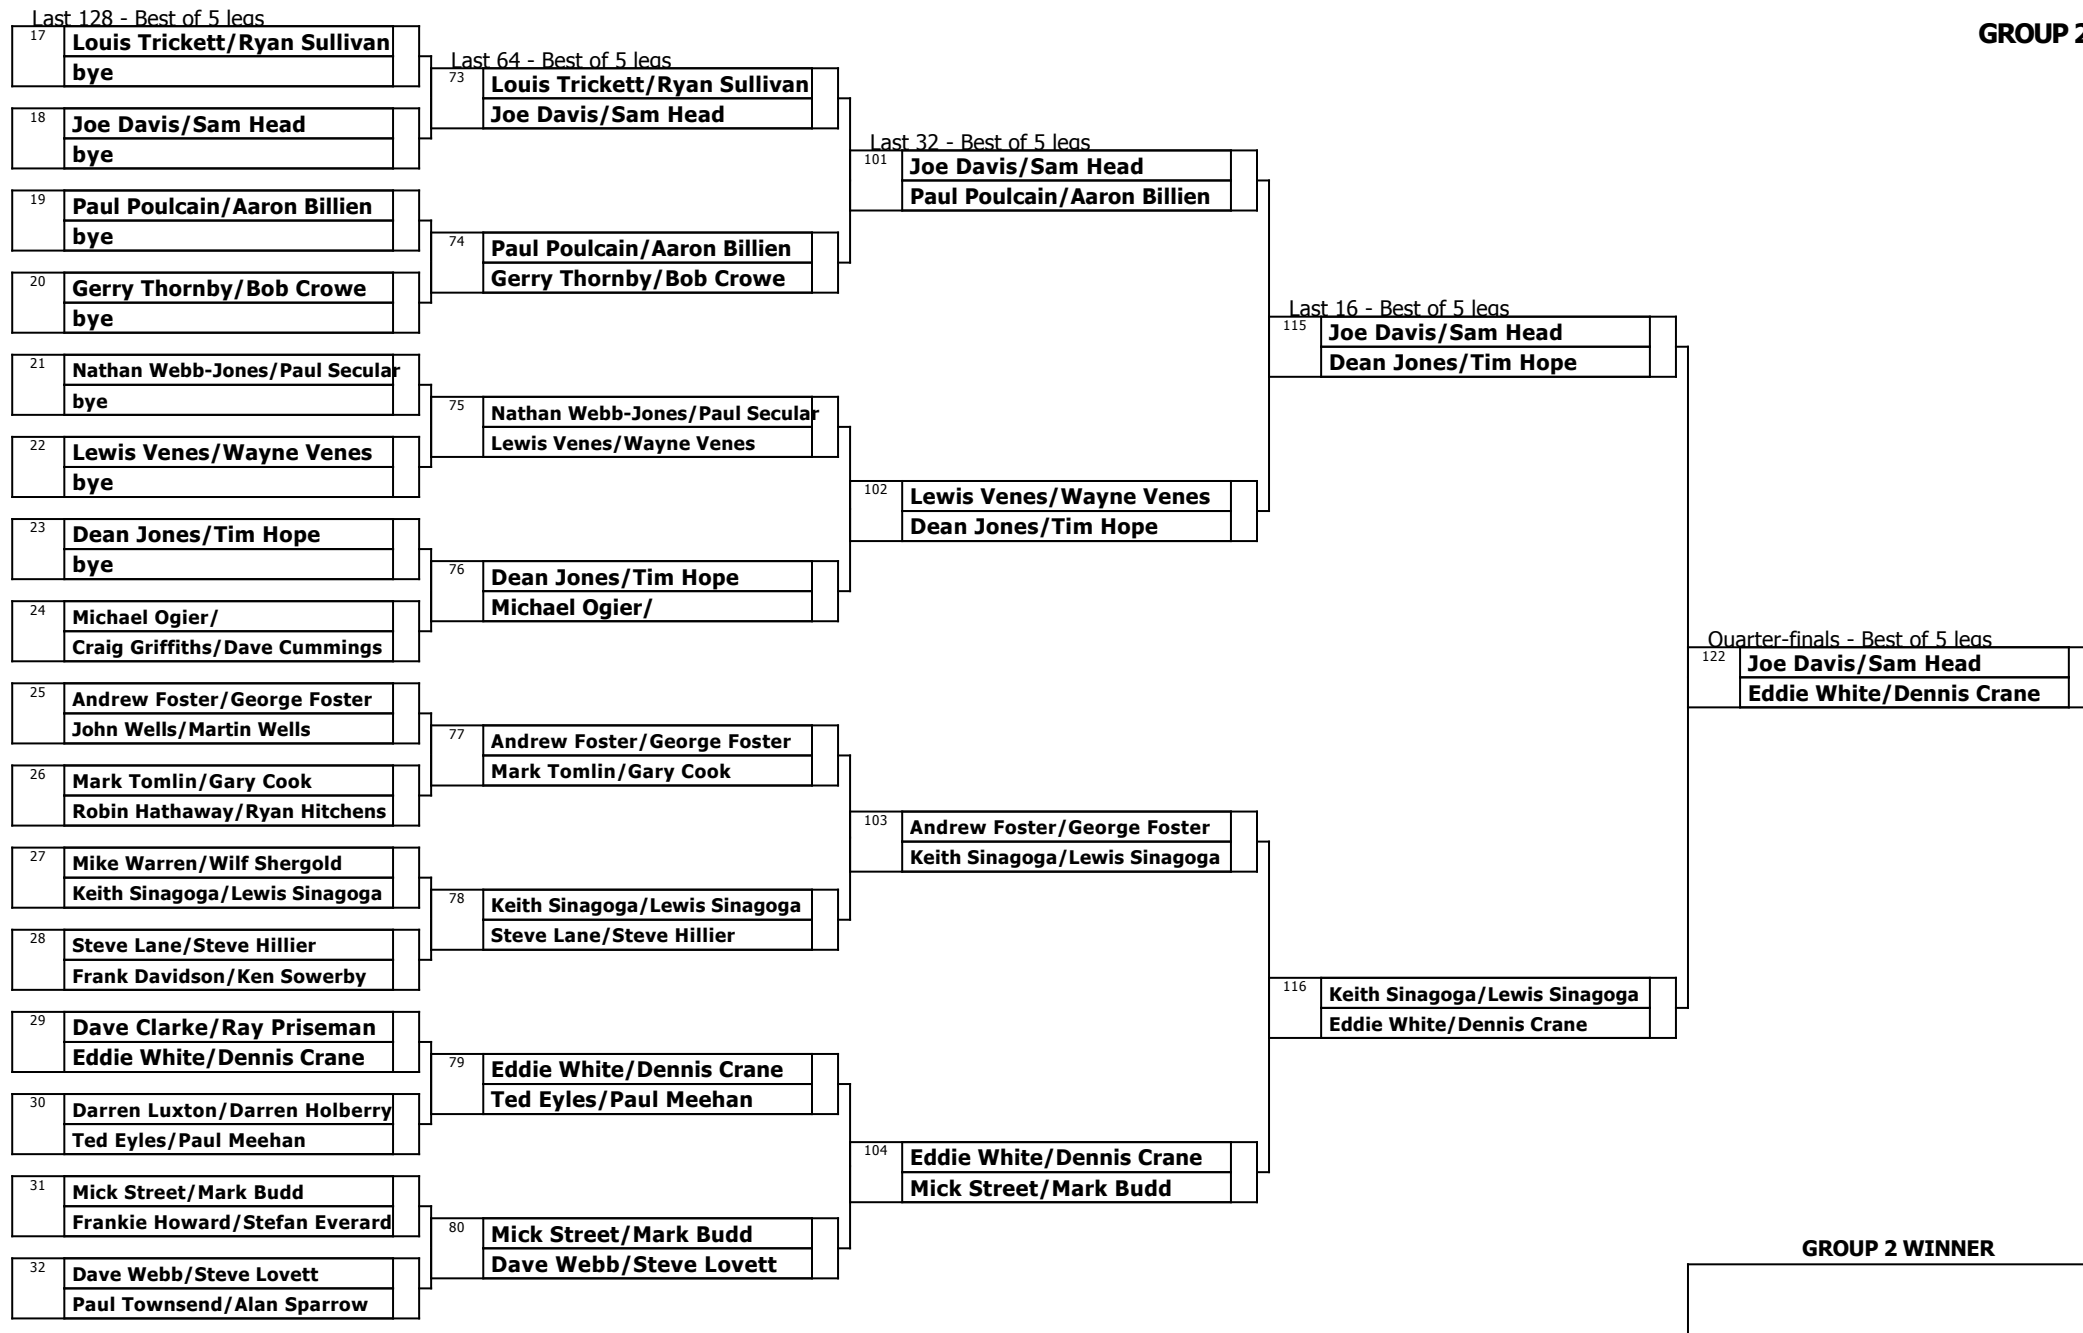 Last 128 - Best of 5 legs
17
Louis Trickett/Ryan Sullivan
bye
18
Joe Davis/Sam Head
bye
19
Paul Poulcain/Aaron Billien
bye
20
Gerry Thornby/Bob Crowe
bye
21
Nathan Webb-Jones/Paul Secular
bye
22
Lewis Venes/Wayne Venes
bye
23
Dean Jones/Tim Hope
bye
24
Michael Ogier/
Craig Griffiths/Dave Cummings
25
Andrew Foster/George Foster
John Wells/Martin Wells
26
Mark Tomlin/Gary Cook
Robin Hathaway/Ryan Hitchens
27
Mike Warren/Wilf Shergold
Keith Sinagoga/Lewis Sinagoga
28
Steve Lane/Steve Hillier
Frank Davidson/Ken Sowerby
29
Dave Clarke/Ray Priseman
Eddie White/Dennis Crane
30
Darren Luxton/Darren Holberry
Ted Eyles/Paul Meehan
31
Mick Street/Mark Budd
Frankie Howard/Stefan Everard
32
Dave Webb/Steve Lovett
Paul Townsend/Alan Sparrow
Last 64 - Best of 5 legs
73
Louis Trickett/Ryan Sullivan
Joe Davis/Sam Head
74
Paul Poulcain/Aaron Billien
Gerry Thornby/Bob Crowe
75
Nathan Webb-Jones/Paul Secular
Lewis Venes/Wayne Venes
76
Dean Jones/Tim Hope
Michael Ogier/
77
Andrew Foster/George Foster
Mark Tomlin/Gary Cook
78
Keith Sinagoga/Lewis Sinagoga
Steve Lane/Steve Hillier
79
Eddie White/Dennis Crane
Ted Eyles/Paul Meehan
80
Mick Street/Mark Budd
Dave Webb/Steve Lovett
Last 32 - Best of 5 legs
101
Joe Davis/Sam Head
Paul Poulcain/Aaron Billien
102
Lewis Venes/Wayne Venes
Dean Jones/Tim Hope
103
Andrew Foster/George Foster
Keith Sinagoga/Lewis Sinagoga
104
Eddie White/Dennis Crane
Mick Street/Mark Budd
Last 16 - Best of 5 legs
115
Joe Davis/Sam Head
Dean Jones/Tim Hope
116
Keith Sinagoga/Lewis Sinagoga
Eddie White/Dennis Crane
GROUP 2
Quarter-finals - Best of 5 legs
122
Joe Davis/Sam Head
Eddie White/Dennis Crane
GROUP 2 WINNER